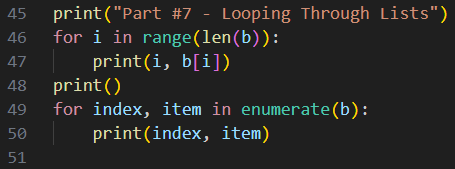 45 print("Part #7 - Looping Through Lists")
46 for i in range(len(b)):
47     print(i, b[i])
48 print()
49 for index, item in enumerate(b):
50     print(index, item)
51